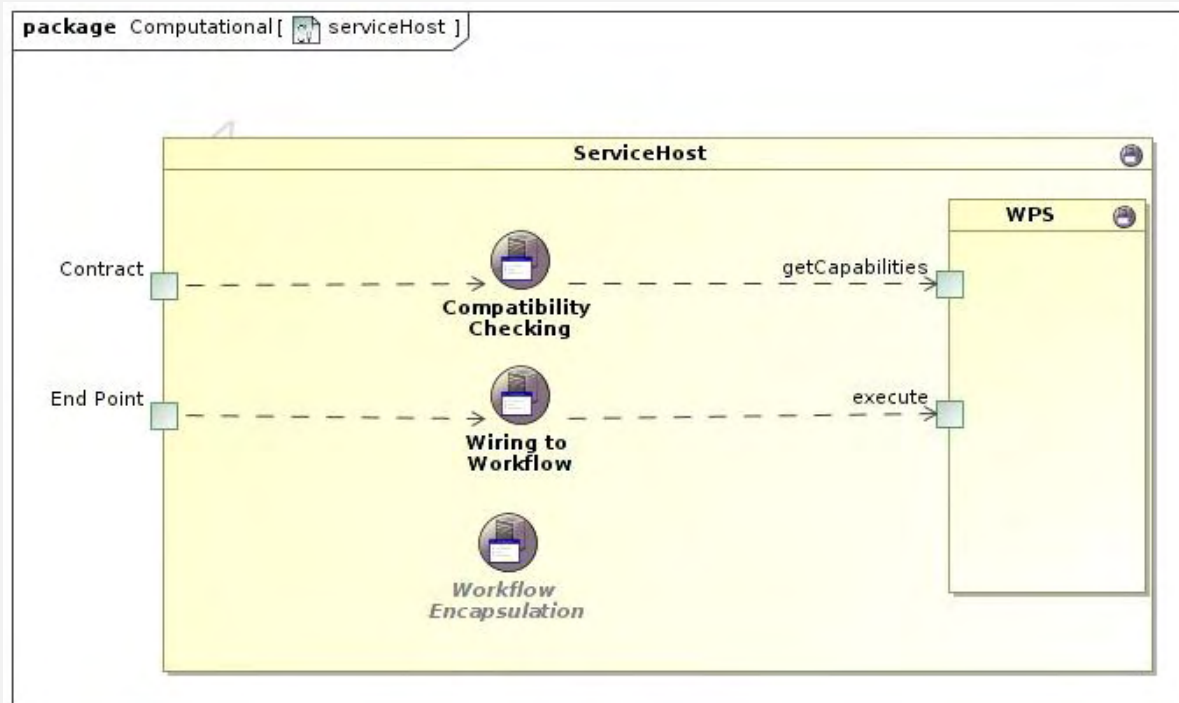 package Computational[ serviceHost ]
ServiceHost
WPS
Contract
getCapabilities
Compatibility
Checking
End Point
execute
Wiring to
Workflow
Workflow
Encapsulation